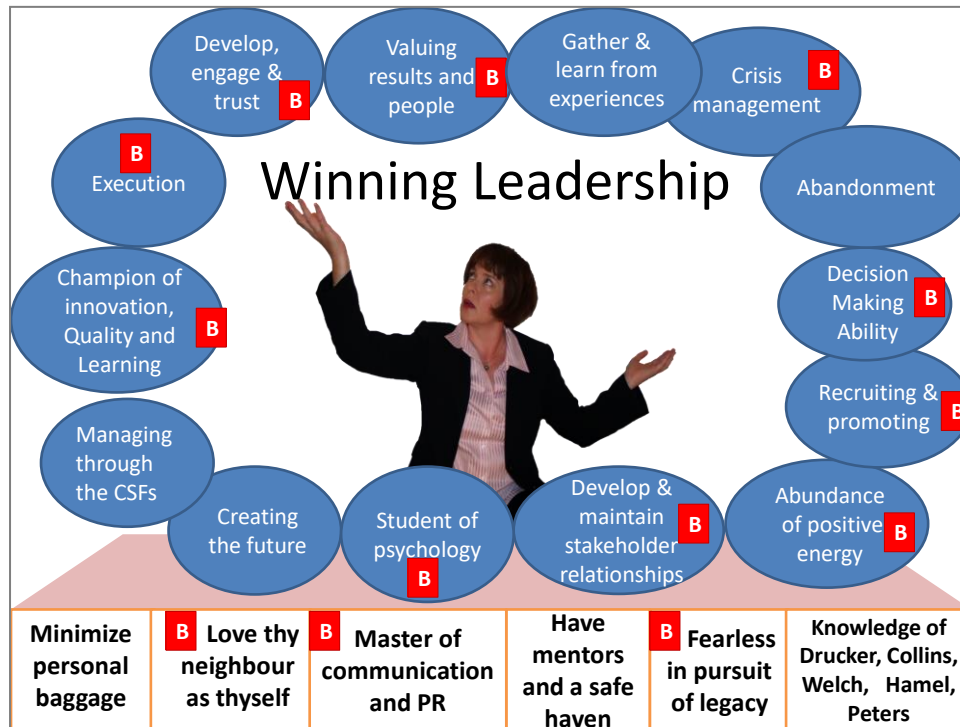 Develop,
engage &
trust
B
Valuing
results and
people
B
Gather &
learn from
experiences
Crisis
management
B
B
Execution
Winning Leadership
Abandonment
Champion of
innovation,
Quality and
Learning
B
Decision
Making
Ability
B
Recruiting &
promoting
B
Managing
through
the CSFs
Creating
the future
Student of
psychology
B
Develop &
maintain
stakeholder
relationships
B
Abundance
of positive
energy
B
Minimize
personal
baggage
B Love thy
neighbour
as thyself
B Master of
communication
and PR
Have
mentors
and a safe
haven
B Fearless
in pursuit
of legacy
Knowledge of
Drucker, Collins,
Welch, Hamel,
Peters